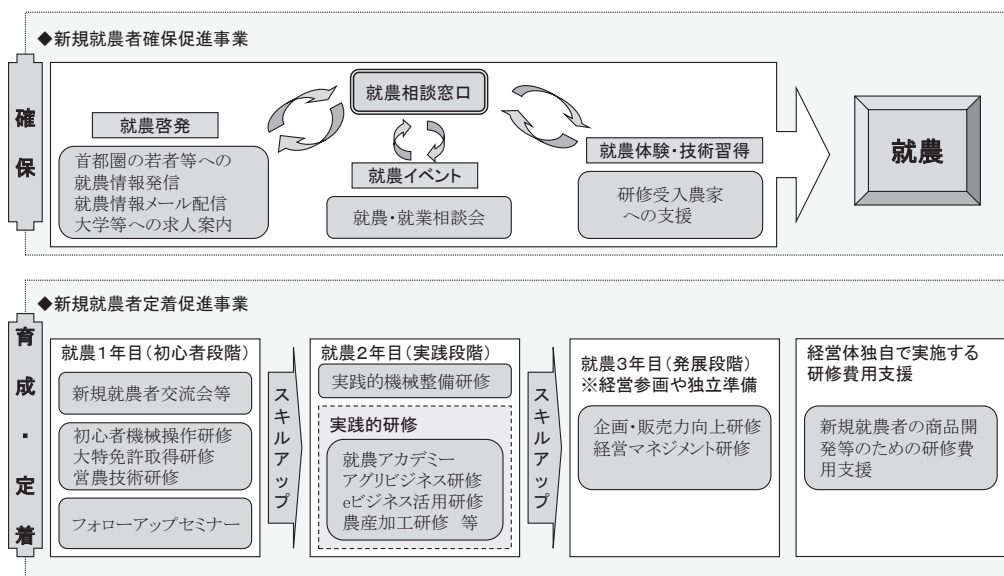 ◆新規就農者確保促進事業
確保
就農相談窓口
就農啓発
首都圏の若者等への
就農情報発信
就農情報メール配信
大学等への求人案内
就農イベント
就農・就業相談会
就農体験・技術習得
研修受入農家
への支援
就農
◆新規就農者定着促進事業
育成・定着
就農1年目(初心者段階)
新規就農者交流会等
初心者機械操作研修
大特免許取得研修
営農技術研修
フォローアップセミナー
スキルアップ
就農2年目(実践段階)
実践的機械整備研修
実践的研修
就農アカデミー
アグリビジネス研修
eビジネス活用研修
農産加工研修 等
スキルアップ
就農3年目(発展段階)
※経営参画や独立準備
企画・販売力向上研修
経営マネジメント研修
経営体独自で実施する
研修費用支援
新規就農者の商品開
発等のための研修費
用支援